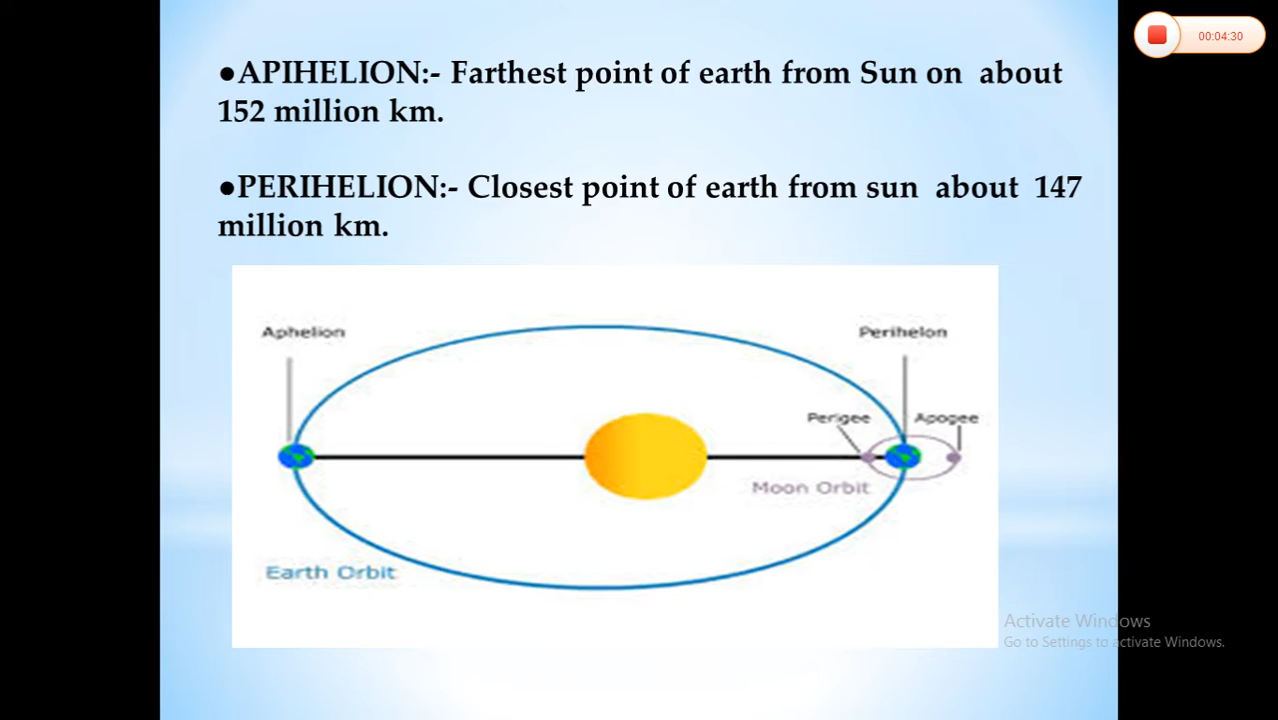 00:04:30
●APIHELION:- Farthest point of earth from Sun on about
152 million km.
●PERIHELION:- Closest point of earth from sun about 147
million km.
Aphelion
Perihelon
Perigee
Apogee
Moon Orbit
Earth Orbit
Activate Windows
Go to Settings to activate Windows.